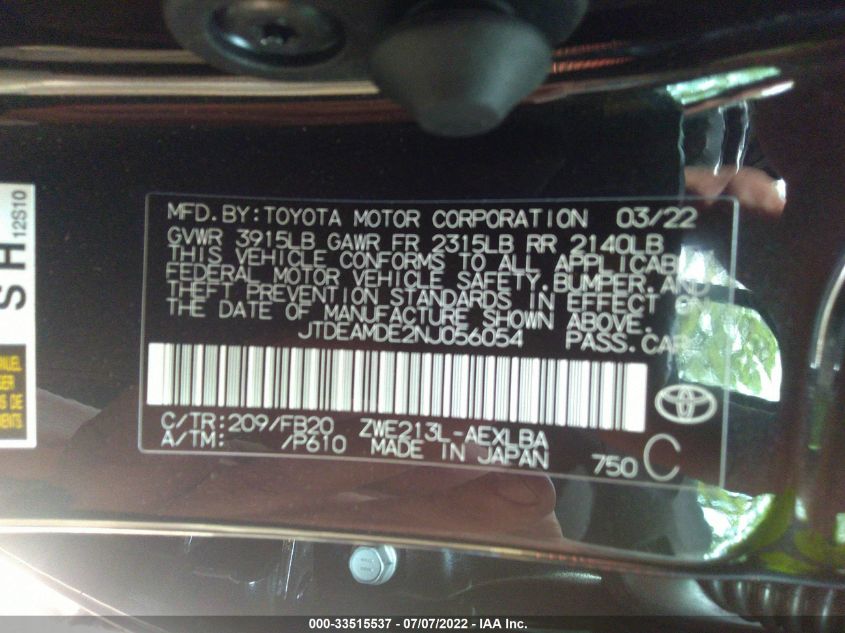 MFD.BY:TOYOTA MOTOR CORPORATION 03/22
GVWR 3915LB GAWR FR 2315LB RR 2140LB
THIS VEHICLE CONFORMS TO ALL APPLICABLE
FEDERAL MOTOR VEHICLE SAFETY.BUMPER.AND
THEFT PREVENTION STANDARDS IN EFFECT ON
THE DATE OF MANUFACTURE SHOWN ABOVE.
JTDEAMDE2NJ056054 PASS.CAR
C/TR:209/FB20 ZWE213L-AEXLBA
A/TM: /P610 MADE IN JAPAN 750 C
SH
12S10
000-33515537 - 07/07/2022 - IAA Inc.